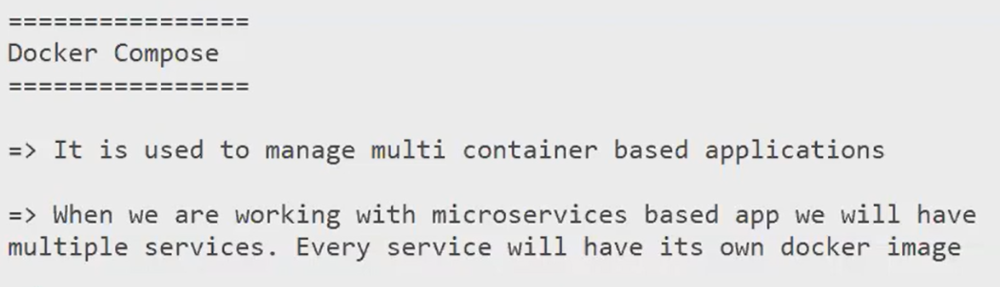 ================
Docker Compose
================
=> It is used to manage multi container based applications
=> When we are working with microservices based app we will have
multiple services. Every service will have its own docker image